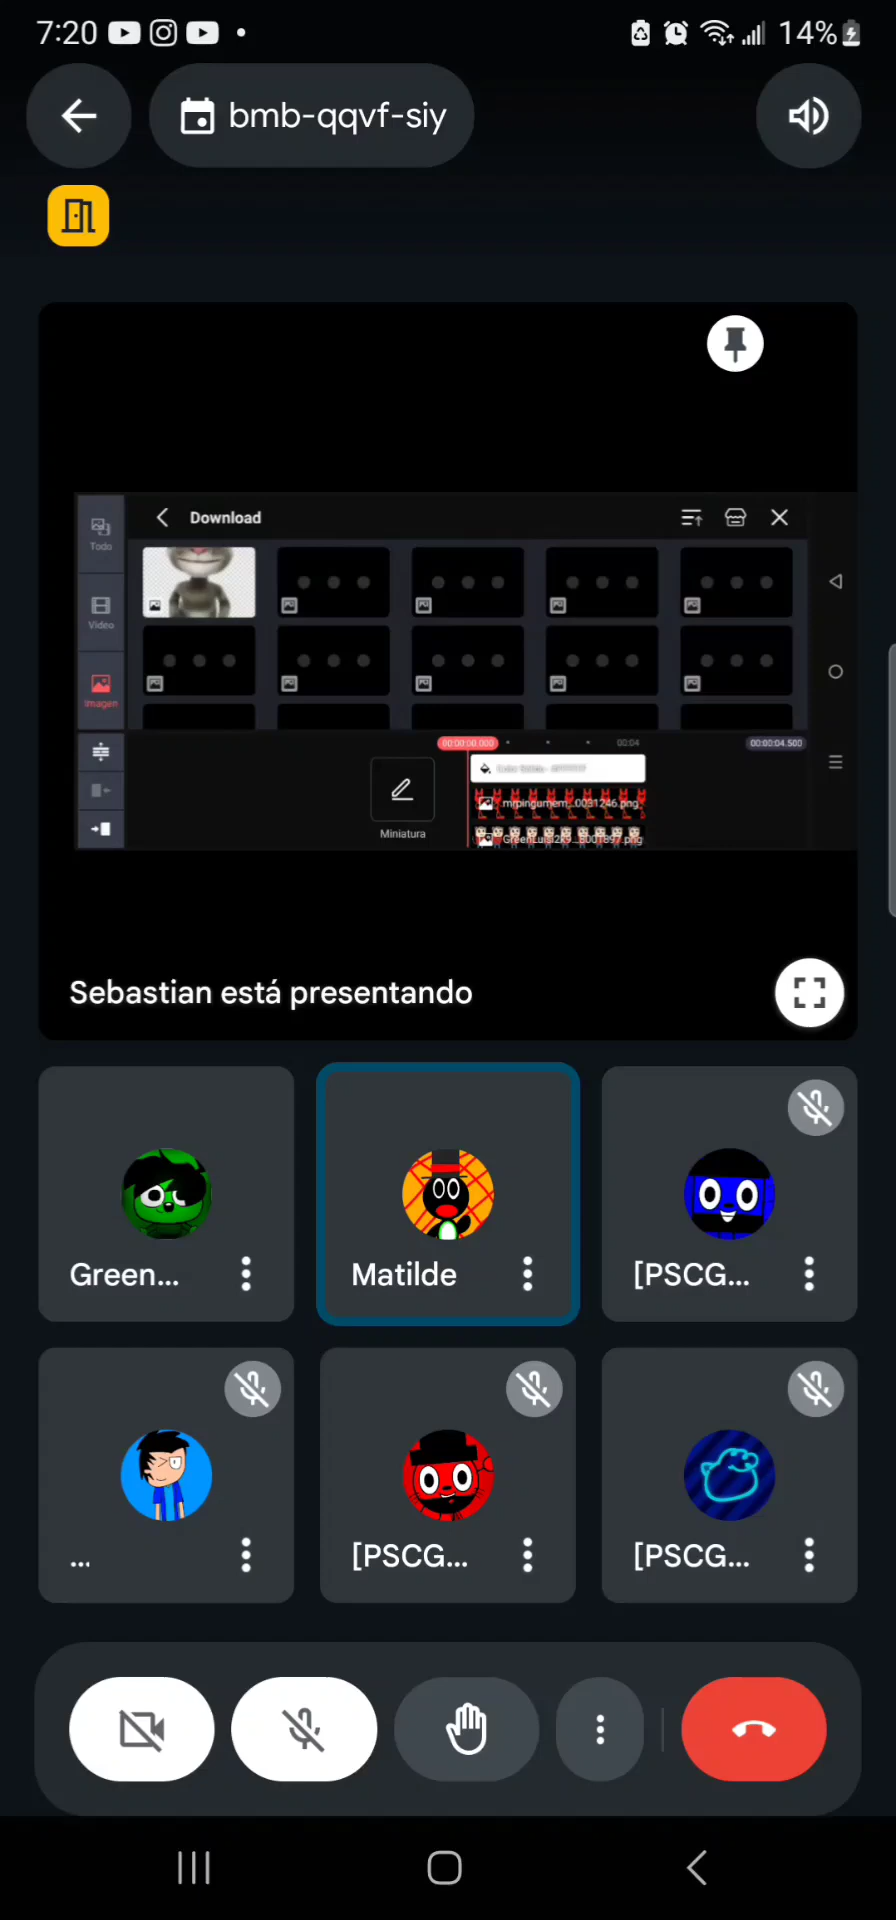 7:20
14%
bmb-qqvf-siy
Download
Todo
Video
Imagen
00:00:00.000
00:04
00:00:04.500
Miniatura
mrpingumem...0031246.png
Sebastian está presentando
Green...
Matilde
[PSCG...
...
[PSCG...
[PSCG...